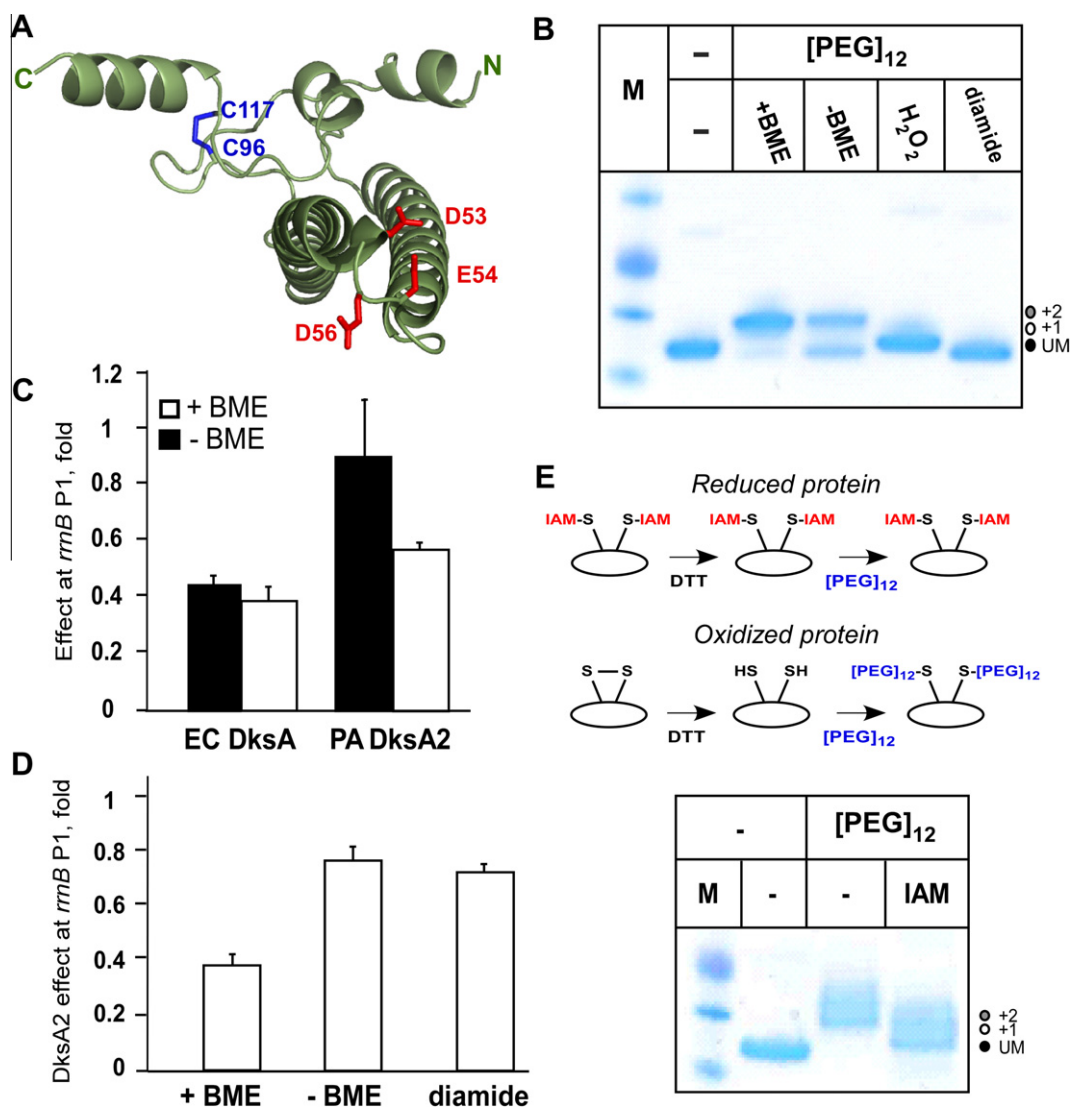 A
C
N
C117
C96
D53
E54
D56
B
M
–
[PEG]12
–
+BME
-BME
H2O2
diamide
+2
+1
UM
C
Effect at rrnB P1, fold
1.2
1
0.8
0.6
0.4
0.2
0
+ BME
- BME
EC DksA
PA DksA2
D
DksA2 effect at rrnB P1, fold
1
0.8
0.4
0.2
0
+ BME
- BME
diamide
E
Reduced protein
IAM-S S-IAM IAM-S S-IAM IAM-S S-IAM
DTT
[PEG]12
Oxidized protein
S — S HS SH [PEG]12-S S-[PEG]12
DTT
[PEG]12
-
[PEG]12
M
-
-
IAM
+2
+1
UM